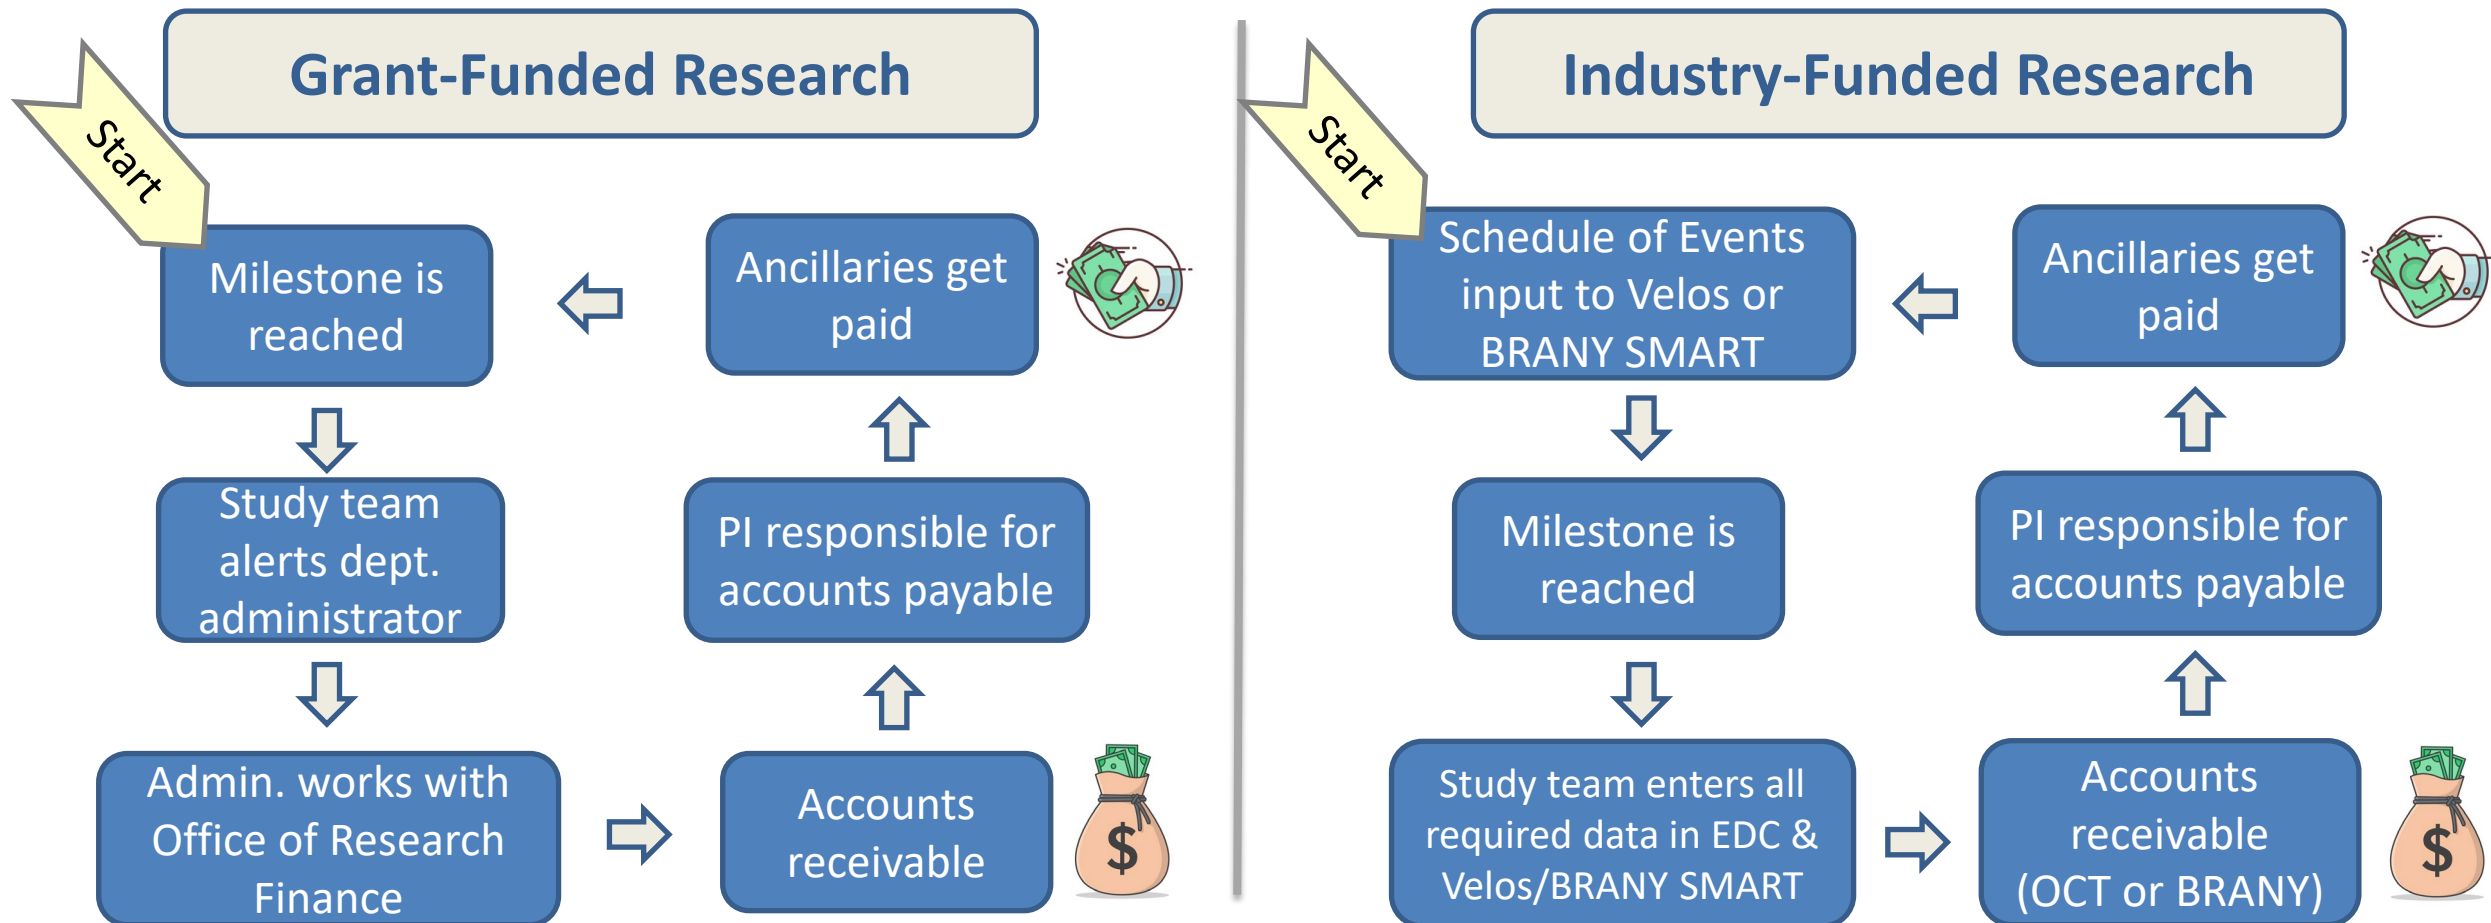 Grant-Funded Research
Start
Milestone is
reached
Study team
alerts dept.
administrator
Admin. works with
Office of Research
Finance
Accounts
receivable
$
PI responsible for
accounts payable
Ancillaries get
paid
Industry-Funded Research
Start
Schedule of Events
input to Velos or
BRANY SMART
Milestone is
reached
Study team enters all
required data in EDC &
Velos/BRANY SMART
Accounts
receivable
(OCT or BRANY)
$
PI responsible for
accounts payable
Ancillaries get
paid